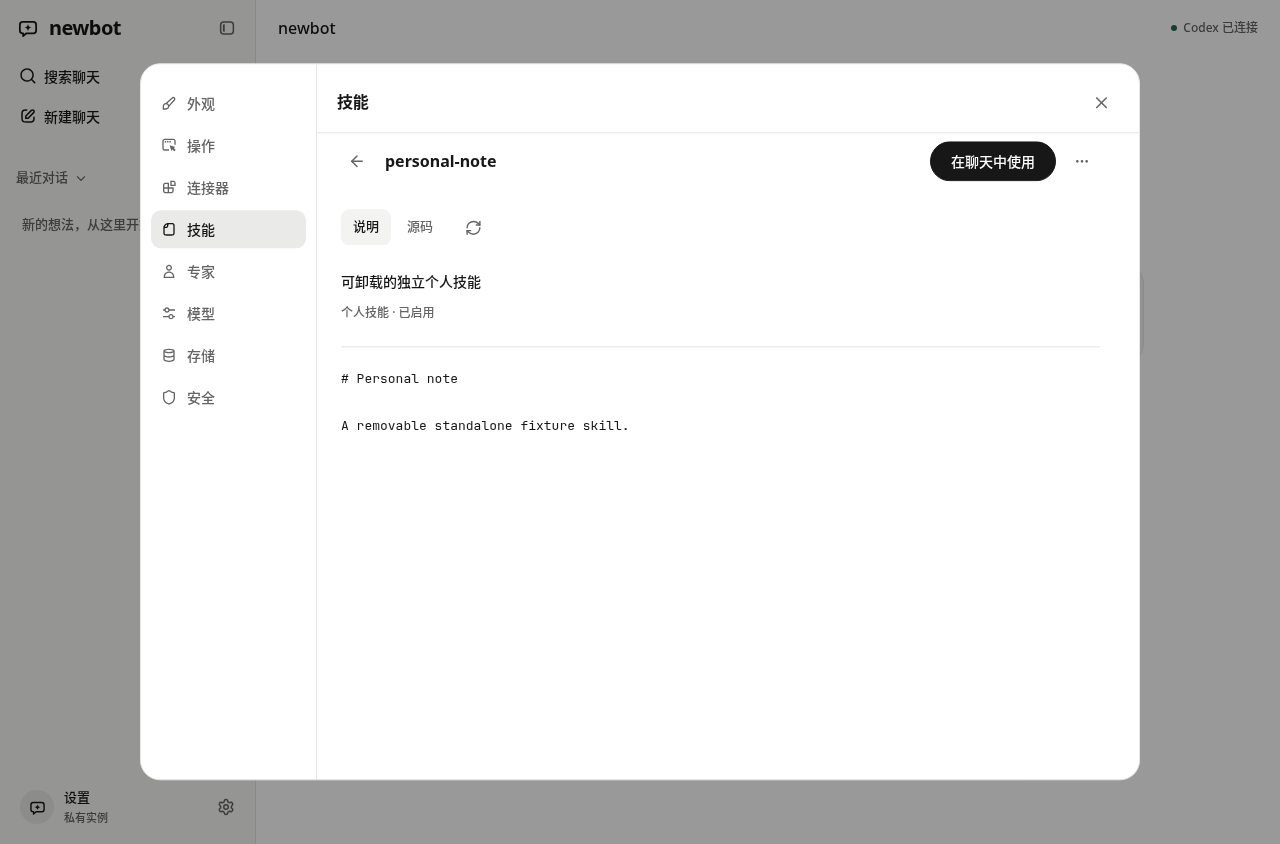 newbot
搜索聊天
新建聊天
最近对话
新的想法，从这里开
设置
私有实例
newbot
Codex 已连接
外观
操作
连接器
技能
专家
模型
存储
安全
技能
personal-note
在聊天中使用
说明
源码
可卸载的独立个人技能
个人技能 · 已启用
# Personal note
A removable standalone fixture skill.